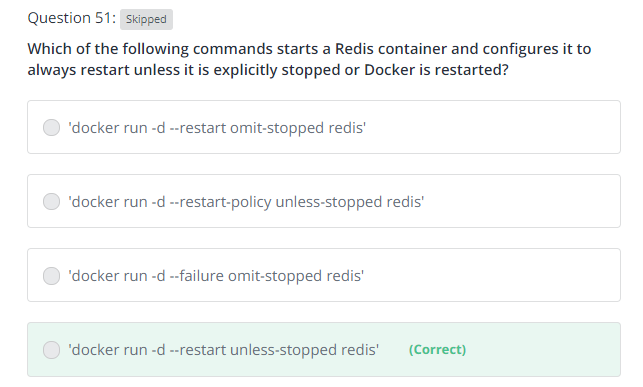 Question 51: Skipped
Which of the following commands starts a Redis container and configures it to
always restart unless it is explicitly stopped or Docker is restarted?
'docker run -d --restart omit-stopped redis'
'docker run -d --restart-policy unless-stopped redis'
'docker run -d --failure omit-stopped redis'
'docker run -d --restart unless-stopped redis' (Correct)